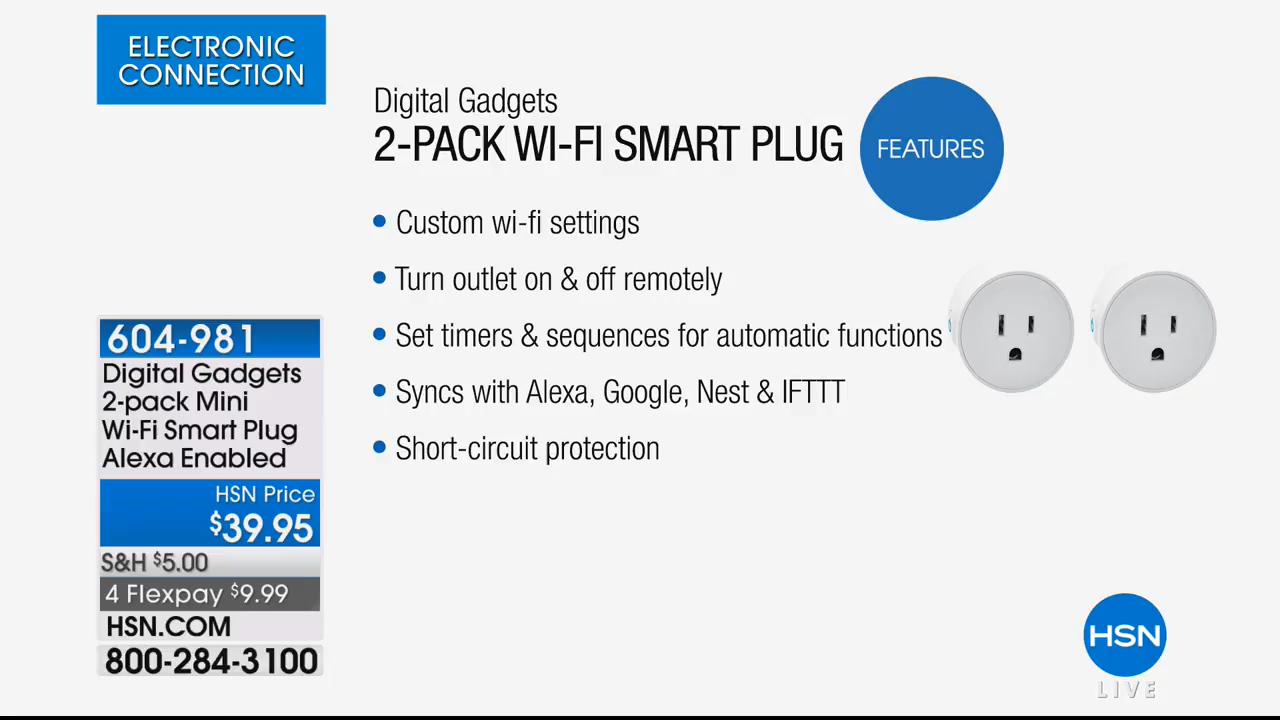 ELECTRONIC
CONNECTION
Digital Gadgets
2-PACK WI-FI SMART PLUG
FEATURES
• Custom wi-fi settings
• Turn outlet on & off remotely
• Set timers & sequences for automatic functions
• Syncs with Alexa, Google, Nest & IFTTT
• Short-circuit protection
604-981
Digital Gadgets
2-pack Mini
Wi-Fi Smart Plug
Alexa Enabled
HSN Price
$39.95
S&H $5.00
4 Flexpay $9.99
HSN.COM
800-284-3100
HSN
LIVE